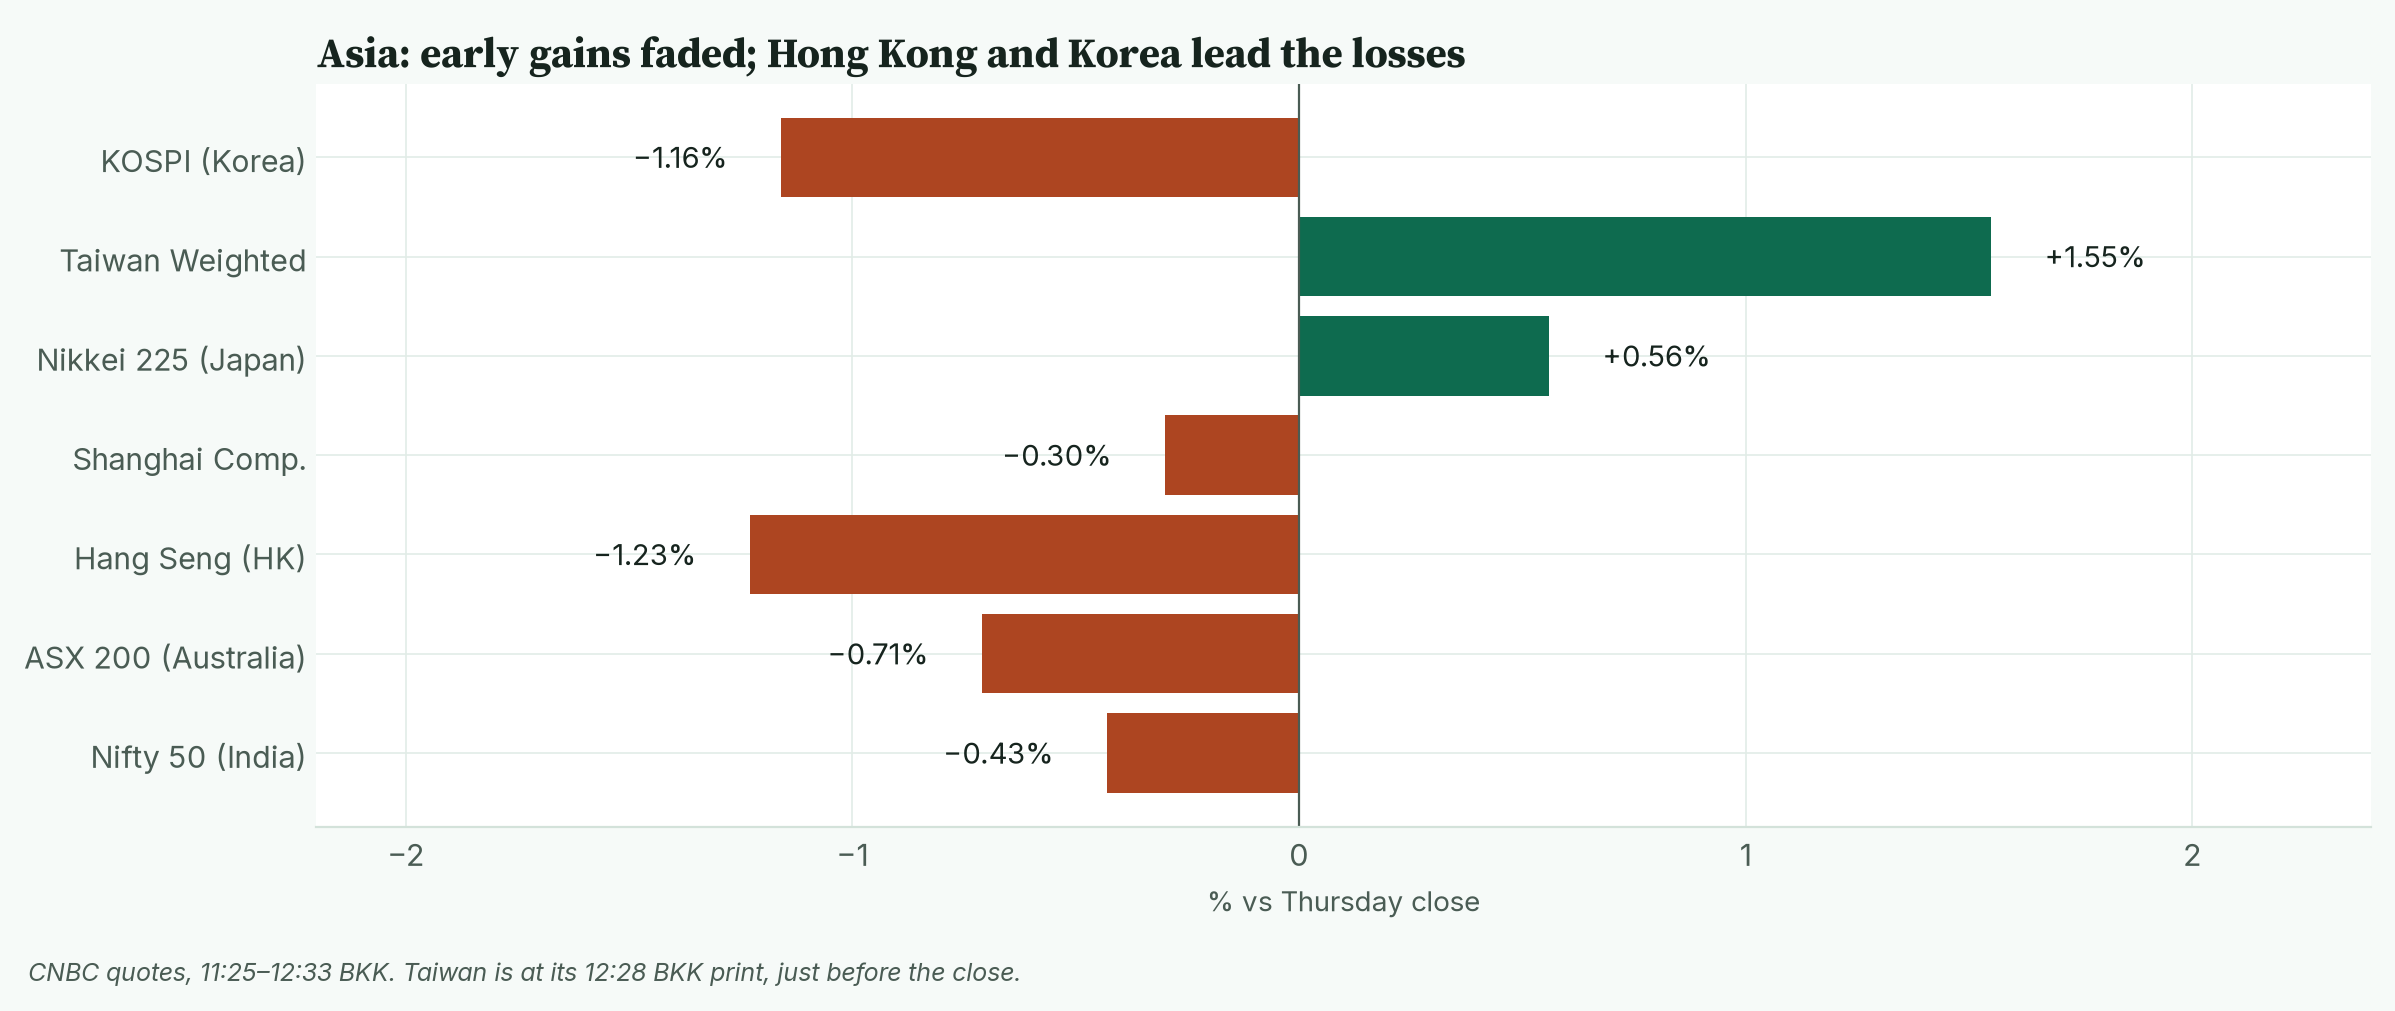 Asia: early gains faded; Hong Kong and Korea lead the losses
KOSPI (Korea)
−1.16%
Taiwan Weighted
+1.55%
Nikkei 225 (Japan)
+0.56%
Shanghai Comp.
−0.30%
Hang Seng (HK)
−1.23%
ASX 200 (Australia)
−0.71%
Nifty 50 (India)
−0.43%
−2 −1 0 1 2
% vs Thursday close
CNBC quotes, 11:25–12:33 BKK. Taiwan is at its 12:28 BKK print, just before the close.